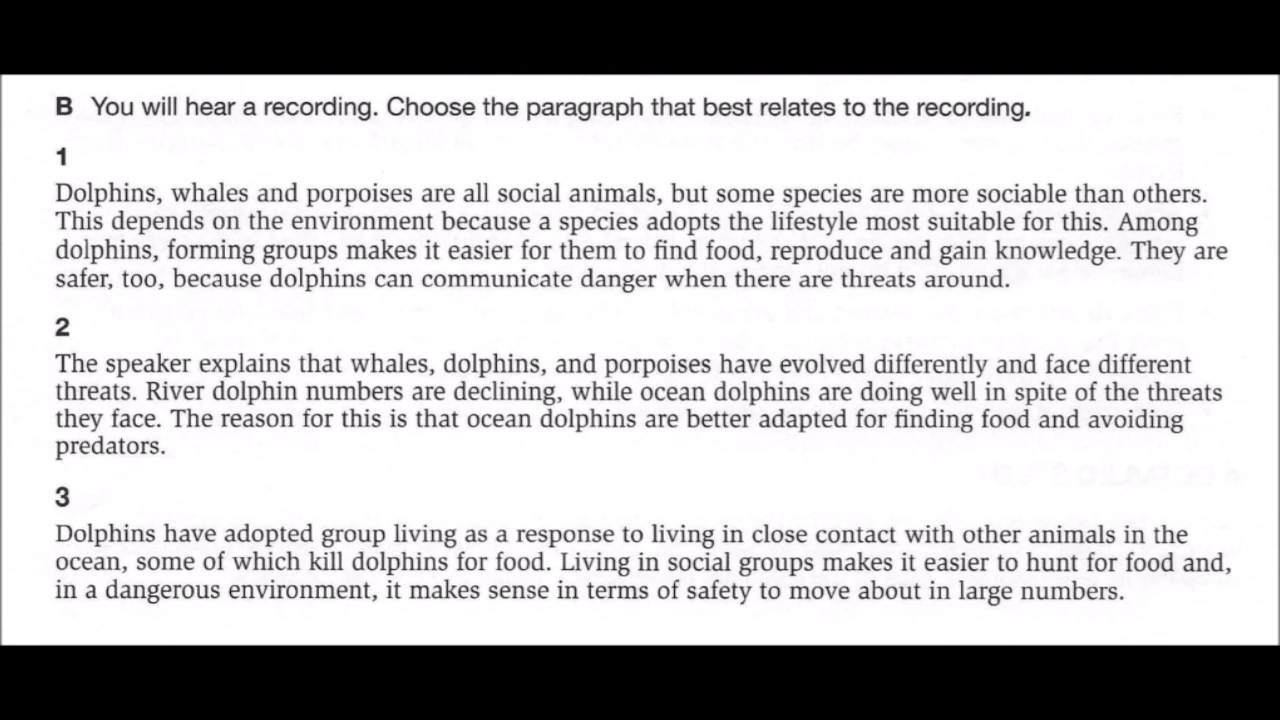 B You will hear a recording. Choose the paragraph that best relates to the recording.
1
Dolphins, whales and porpoises are all social animals, but some species are more sociable than others.
This depends on the environment because a species adopts the lifestyle most suitable for this. Among
dolphins, forming groups makes it easier for them to find food, reproduce and gain knowledge. They are
safer, too, because dolphins can communicate danger when there are threats around.
2
The speaker explains that whales, dolphins, and porpoises have evolved differently and face different
threats. River dolphin numbers are declining, while ocean dolphins are doing well in spite of the threats
they face. The reason for this is that ocean dolphins are better adapted for finding food and avoiding
predators.
3
Dolphins have adopted group living as a response to living in close contact with other animals in the
ocean, some of which kill dolphins for food. Living in social groups makes it easier to hunt for food and,
in a dangerous environment, it makes sense in terms of safety to move about in large numbers.